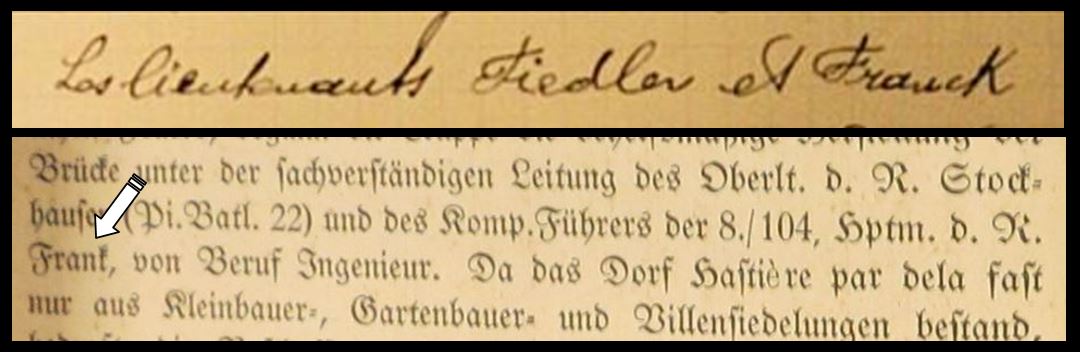 Les lieutenants Fiedler et Franck
Brücke unter der sachverständigen Leitung des Oberlt. d. R. Stock-
hausen (Pi.Batl. 22) und des Komp.Führers der 8./104, Hptm. d. R.
Frank, von Beruf Ingenieur. Da das Dorf Hastière par dela fast
nur aus Kleinbauer-, Gartenbauer- und Villensiedelungen bestand,